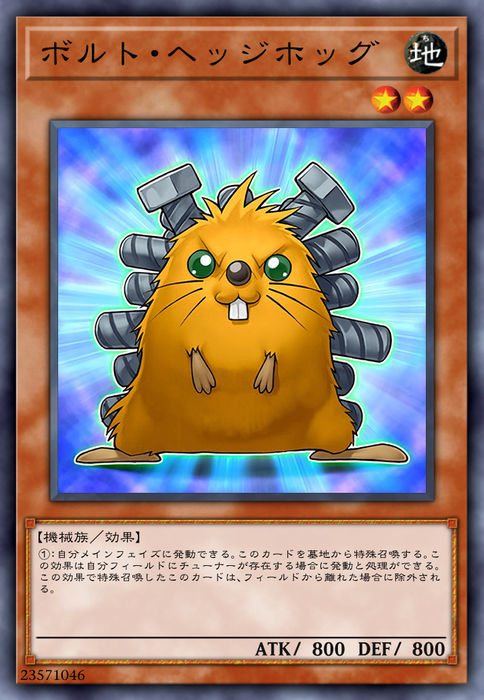 ボルト・ヘッジホッグ
ち
地
【機械族／効果】
①：自分メインフェイズに発動できる。このカードを墓地から特殊召喚する。こ
の効果は自分フィールドにチューナーが存在する場合に発動と処理ができる。
この効果で特殊召喚したこのカードは、フィールドから離れた場合に除外され
る。
ATK/ 800 DEF/ 800
23571046